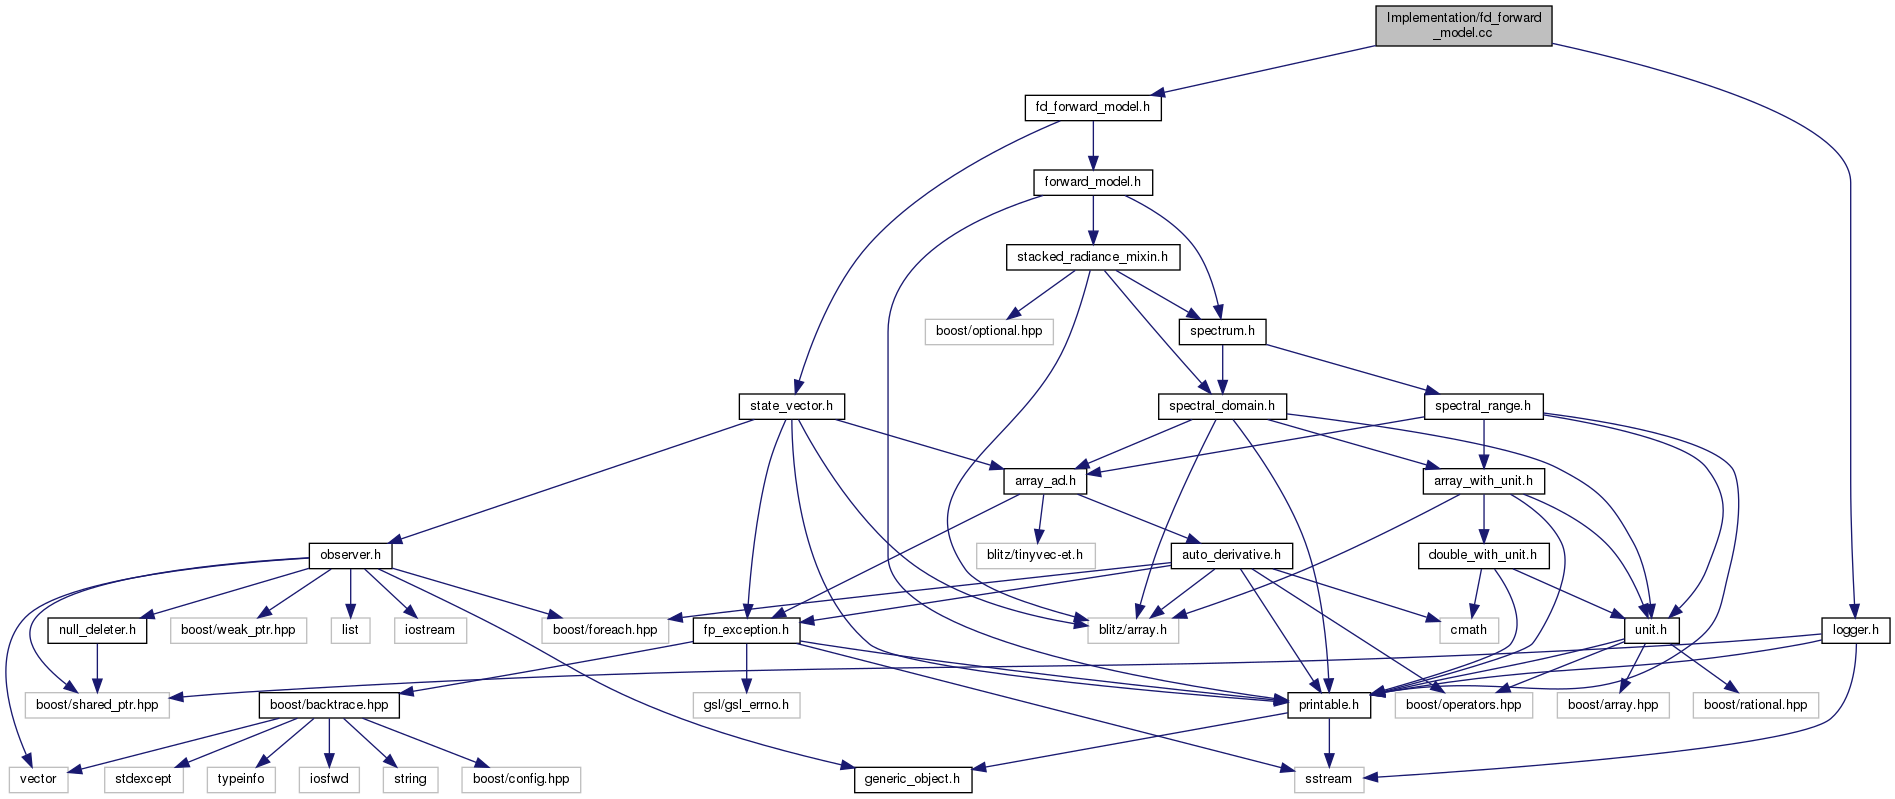 Implementation/fd_forward
_model.cc
fd_forward_model.h
forward_model.h
stacked_radiance_mixin.h
boost/optional.hpp
spectrum.h
state_vector.h
spectral_domain.h
spectral_range.h
array_ad.h
array_with_unit.h
observer.h
blitz/tinyvec-et.h
auto_derivative.h
double_with_unit.h
null_deleter.h
boost/weak_ptr.hpp
list
iostream
boost/foreach.hpp
fp_exception.h
blitz/array.h
cmath
unit.h
logger.h
boost/shared_ptr.hpp
boost/backtrace.hpp
gsl/gsl_errno.h
printable.h
boost/operators.hpp
boost/array.hpp
boost/rational.hpp
vector
stdexcept
typeinfo
iosfwd
string
boost/config.hpp
generic_object.h
sstream